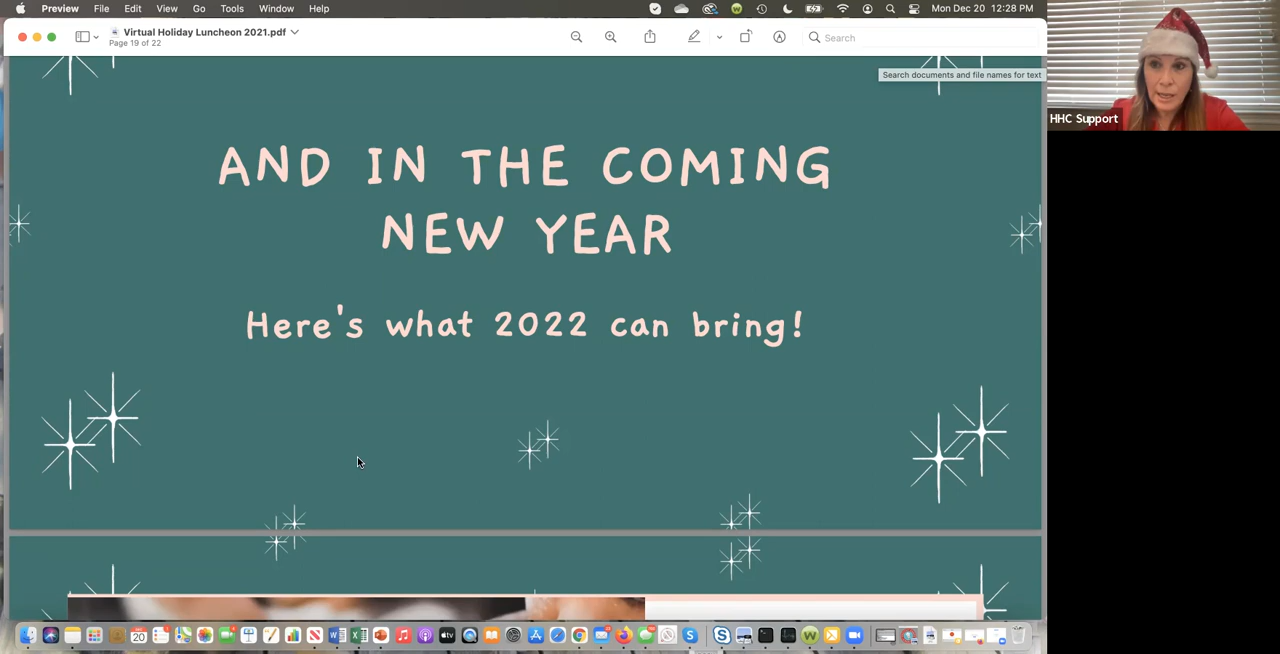 Preview File Edit View Go Tools Window Help Mon Dec 20 12:28 PM
Virtual Holiday Luncheon 2021.pdf
Page 19 of 22
Search
Search documents and file names for text
HHC Support
AND IN THE COMING
NEW YEAR
Here's what 2022 can bring!